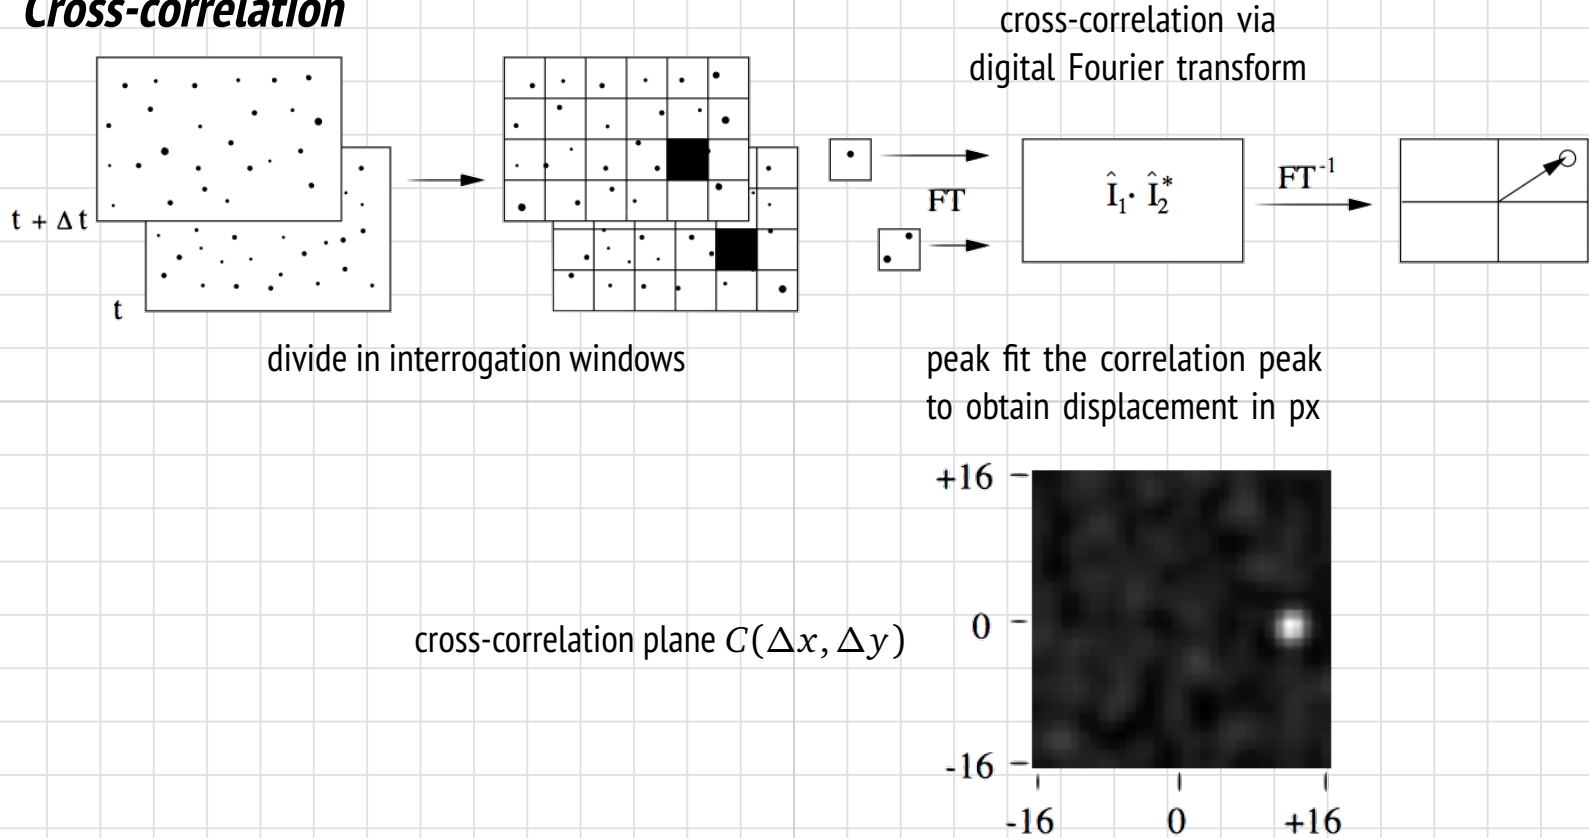 Cross-correlation
cross-correlation via
digital Fourier transform
t + Δt
t
FT
Î₁· Î₂*
FT⁻¹
divide in interrogation windows
peak fit the correlation peak
to obtain displacement in px
cross-correlation plane C(Δx, Δy)
+16
0
-16
-16 0 +16